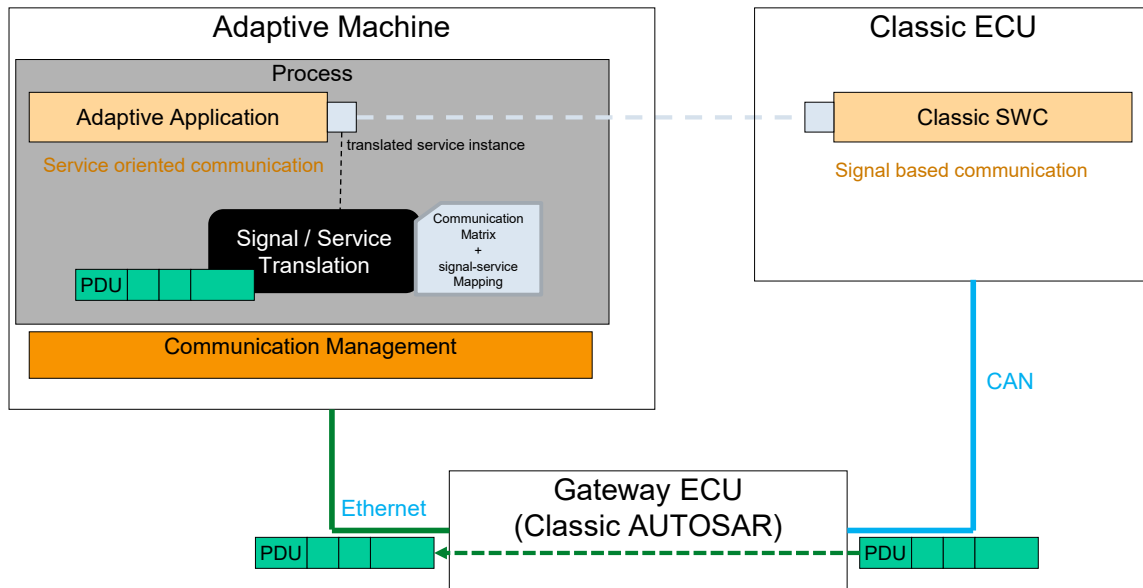 Adaptive Machine
Process
Adaptive Application
translated service instance
Service oriented communication
Signal / Service
Translation
Communication
Matrix
+
signal-service
Mapping
PDU
Communication Management
Classic ECU
Classic SWC
Signal based communication
CAN
Ethernet
Gateway ECU
(Classic AUTOSAR)
PDU
PDU